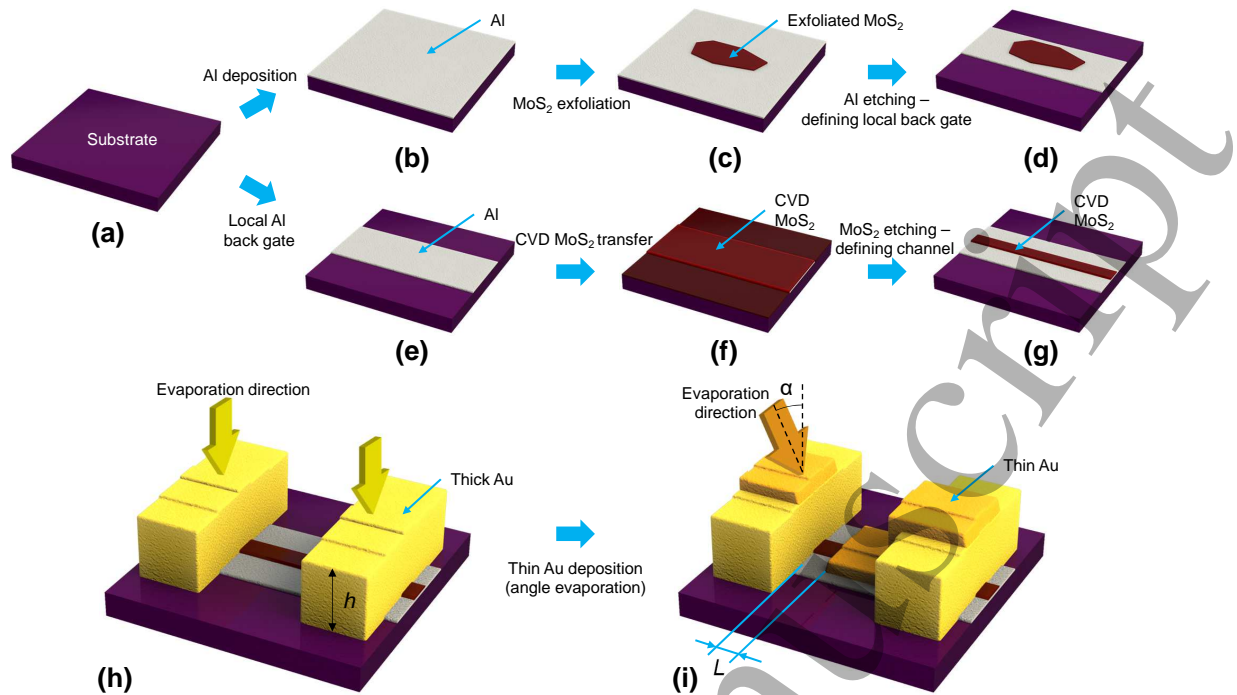 Al
Exfoliated MoS₂
Al deposition
MoS₂ exfoliation
Al etching –
defining local back gate
Substrate
(a)
(b)
(c)
(d)
Local Al
back gate
Al
CVD MoS₂ transfer
CVD
MoS₂
MoS₂ etching –
defining channel
CVD
MoS₂
(e)
(f)
(g)
Evaporation direction
Thick Au
h
(h)
Thin Au deposition
(angle evaporation)
Evaporation
direction
α
Thin Au
L
(i)
uscript